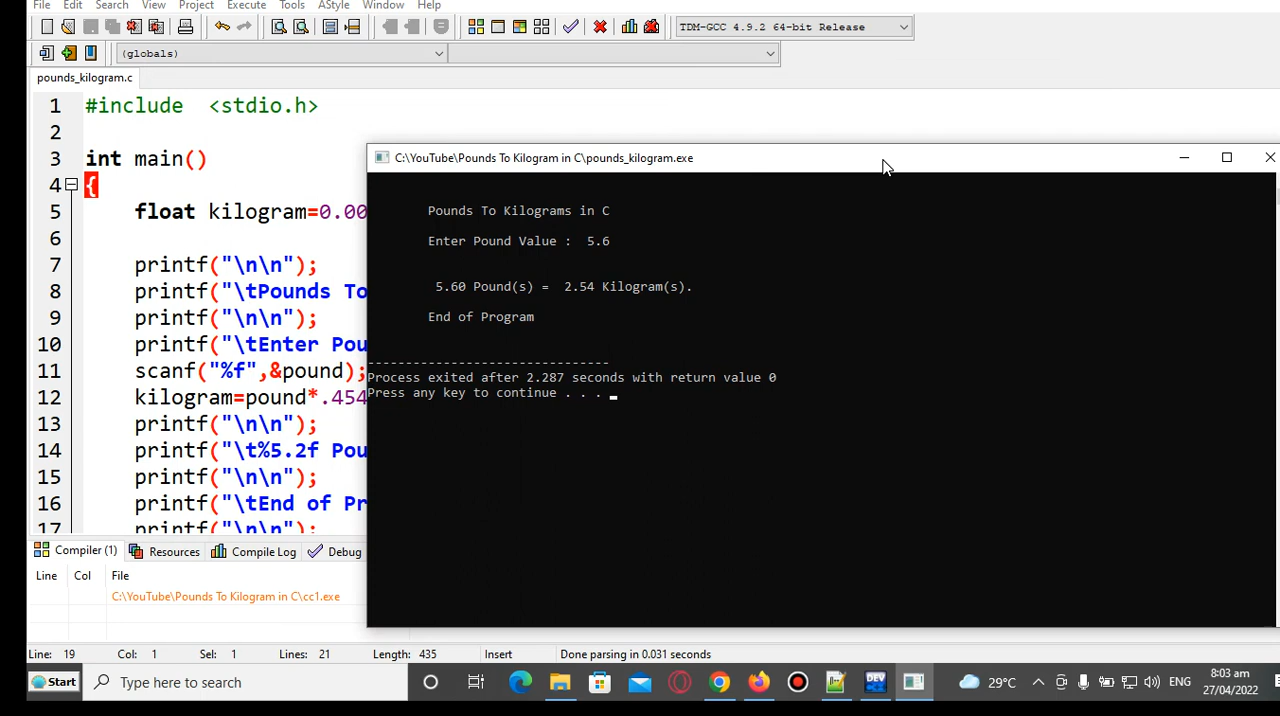 File Edit Search View Project Execute Tools AStyle Window Help
TDM-GCC 4.9.2 64-bit Release
(globals)
pounds_kilogram.c
1 #include <stdio.h>
2
3 int main()
4 {
5 float kilogram=0.00
6
7 printf("\n\n");
8 printf("\tPounds To
9 printf("\n\n");
10 printf("\tEnter Pou
11 scanf("%f",&pound);
12 kilogram=pound*.454
13 printf("\n\n");
14 printf("\t%5.2f Pou
15 printf("\n\n");
16 printf("\tEnd of Pr
17 printf("\n\n");
C:\YouTube\Pounds To Kilogram in C\pounds_kilogram.exe
Pounds To Kilograms in C
Enter Pound Value : 5.6
5.60 Pound(s) = 2.54 Kilogram(s).
End of Program
--------------------------------
Process exited after 2.287 seconds with return value 0
Press any key to continue . . .
Compiler (1) Resources Compile Log Debug
Line Col File
C:\YouTube\Pounds To Kilogram in C\cc1.exe
Line: 19 Col: 1 Sel: 1 Lines: 21 Length: 435 Insert Done parsing in 0.031 seconds
Start Type here to search DEV 29°C ENG 8:03 am
27/04/2022